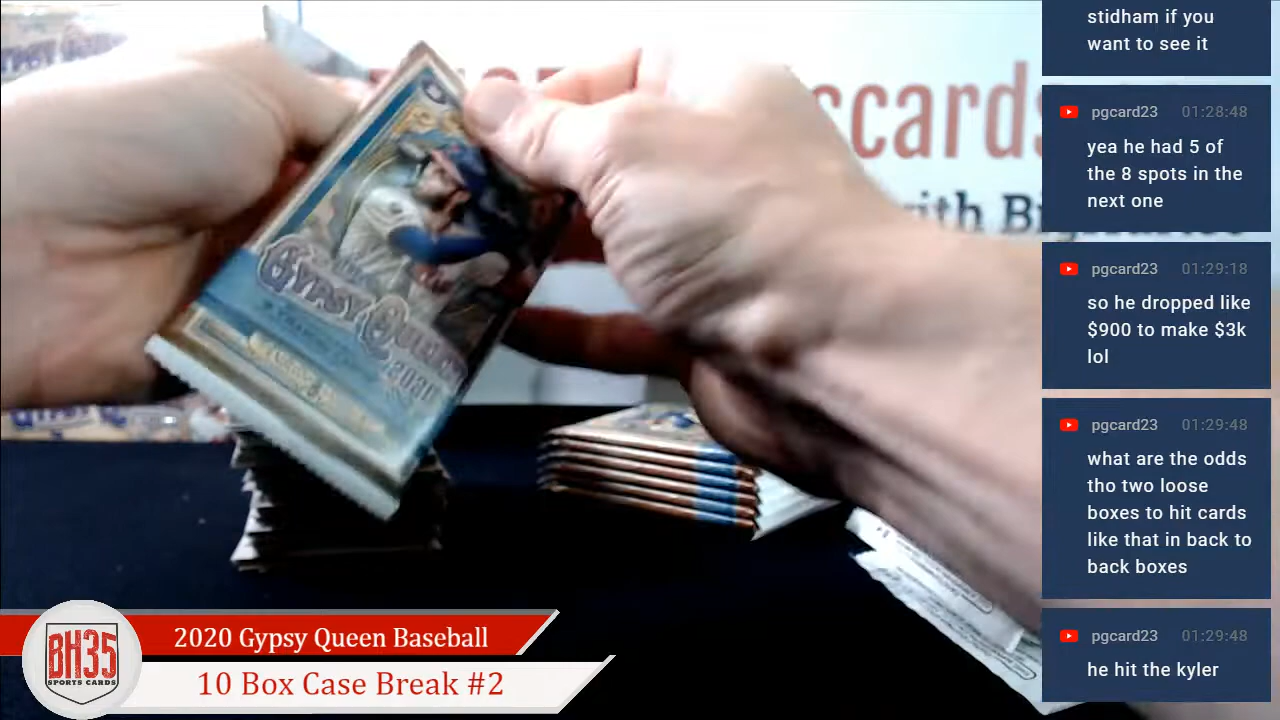 stidham if you
want to see it
pgcard23 01:28:48
yea he had 5 of
the 8 spots in the
next one
pgcard23 01:29:18
so he dropped like
$900 to make $3k
lol
pgcard23 01:29:48
what are the odds
tho two loose
boxes to hit cards
like that in back to
back boxes
pgcard23 01:29:48
he hit the kyler
scards
with
GYPSY QUEEN
2020
BH35
SPORTS CARDS
2020 Gypsy Queen Baseball
10 Box Case Break #2